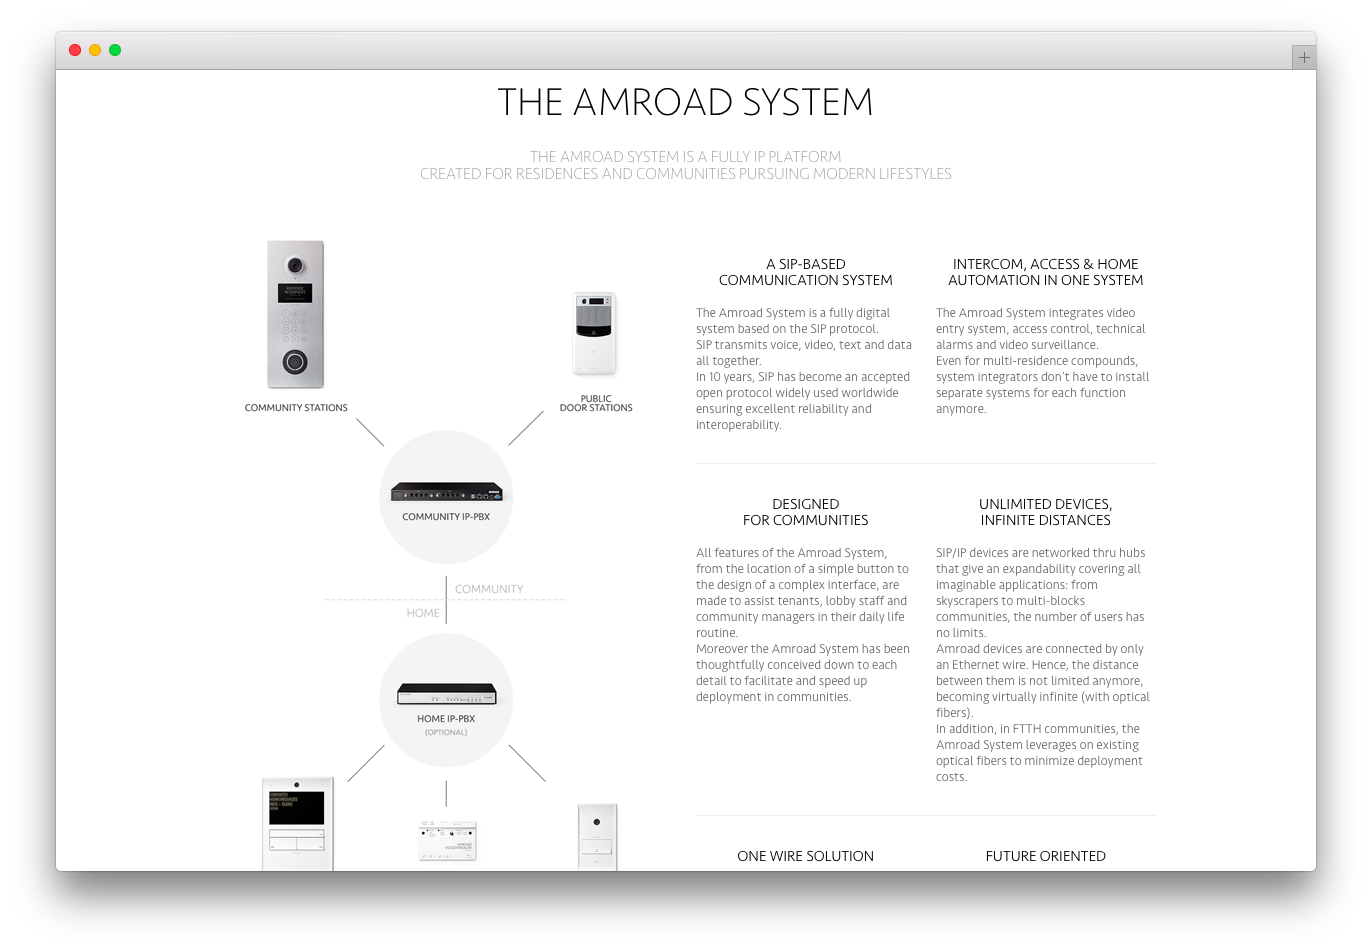 THE AMROAD SYSTEM
THE AMROAD SYSTEM IS A FULLY IP PLATFORM
CREATED FOR RESIDENCES AND COMMUNITIES PURSUING MODERN LIFESTYLES
COMMUNITY STATIONS
PUBLIC
DOOR STATIONS
COMMUNITY IP-PBX
COMMUNITY
HOME
HOME IP-PBX
(OPTIONAL)
A SIP-BASED
COMMUNICATION SYSTEM
The Amroad System is a fully digital
system based on the SIP protocol.
SIP transmits voice, video, text and data
all together.
In 10 years, SIP has become an accepted
open protocol widely used worldwide
ensuring excellent reliability and
interoperability.
INTERCOM, ACCESS & HOME
AUTOMATION IN ONE SYSTEM
The Amroad System integrates video
entry system, access control, technical
alarms and video surveillance.
Even for multi-residence compounds,
system integrators don't have to install
separate systems for each function
anymore.
DESIGNED
FOR COMMUNITIES
All features of the Amroad System,
from the location of a simple button to
the design of a complex interface, are
made to assist tenants, lobby staff and
community managers in their daily life
routine.
Moreover the Amroad System has been
thoughtfully conceived down to each
detail to facilitate and speed up
deployment in communities.
UNLIMITED DEVICES,
INFINITE DISTANCES
SIP/IP devices are networked thru hubs
that give an expandability covering all
imaginable applications: from
skyscrapers to multi-blocks
communities, the number of users has
no limits.
Amroad devices are connected by only
an Ethernet wire. Hence, the distance
between them is not limited anymore,
becoming virtually infinite (with optical
fibers).
In addition, in FTTH communities, the
Amroad System leverages on existing
optical fibers to minimize deployment
costs.
ONE WIRE SOLUTION
FUTURE ORIENTED